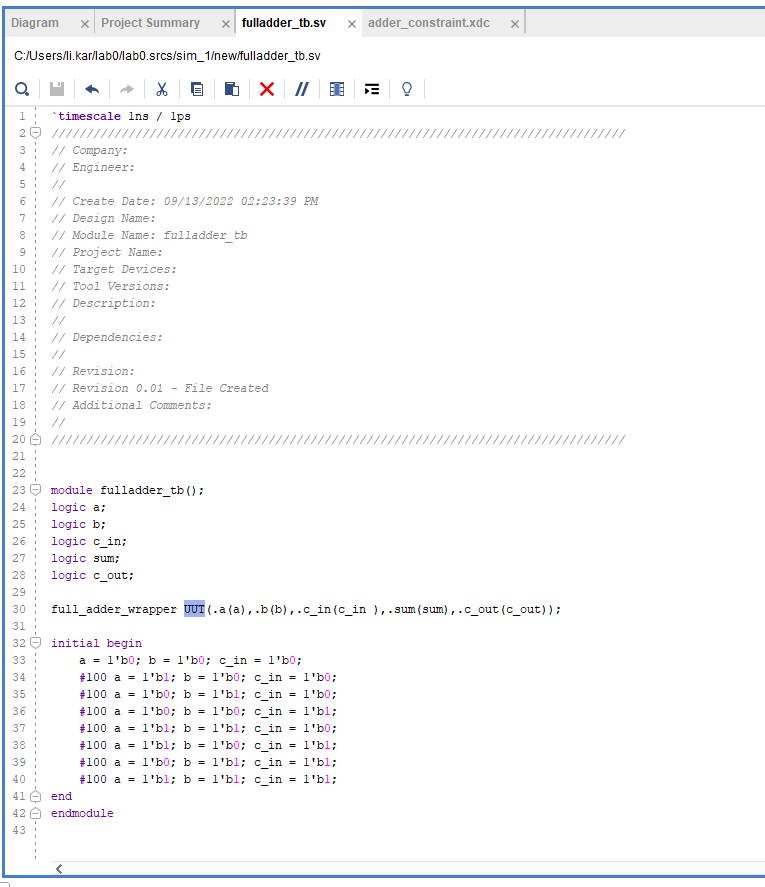 Diagram × Project Summary × fulladder_tb.sv × adder_constraint.xdc ×
C:/Users/li.kar/lab0/lab0.srcs/sim_1/new/fulladder_tb.sv
1 `timescale 1ns / 1ps
2 //////////////////////////////////////////////////////////////////////////////////
3 // Company:
4 // Engineer:
5 //
6 // Create Date: 09/13/2022 02:23:39 PM
7 // Design Name:
8 // Module Name: fulladder_tb
9 // Project Name:
10 // Target Devices:
11 // Tool Versions:
12 // Description:
13 //
14 // Dependencies:
15 //
16 // Revision:
17 // Revision 0.01 - File Created
18 // Additional Comments:
19 //
20 //////////////////////////////////////////////////////////////////////////////////
21
22
23 module fulladder_tb();
24 logic a;
25 logic b;
26 logic c_in;
27 logic sum;
28 logic c_out;
29
30 full_adder_wrapper UUT(.a(a),.b(b),.c_in(c_in ),.sum(sum),.c_out(c_out));
31
32 initial begin
33 a = 1'b0; b = 1'b0; c_in = 1'b0;
34 #100 a = 1'b1; b = 1'b0; c_in = 1'b0;
35 #100 a = 1'b0; b = 1'b1; c_in = 1'b0;
36 #100 a = 1'b0; b = 1'b0; c_in = 1'b1;
37 #100 a = 1'b1; b = 1'b1; c_in = 1'b0;
38 #100 a = 1'b1; b = 1'b0; c_in = 1'b1;
39 #100 a = 1'b0; b = 1'b1; c_in = 1'b1;
40 #100 a = 1'b1; b = 1'b1; c_in = 1'b1;
41 end
42 endmodule
43